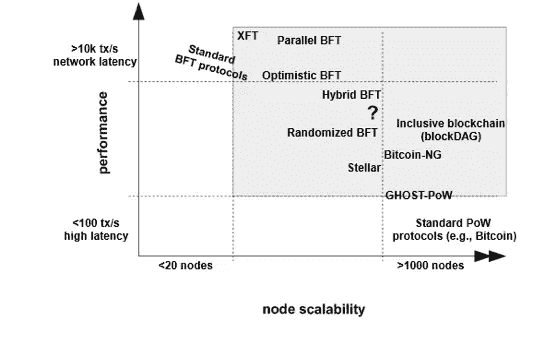 >10k tx/s
network latency
performance
<100 tx/s
high latency
Standard
BFT protocols
XFT
Parallel BFT
Optimistic BFT
Hybrid BFT
?
Randomized BFT
Inclusive blockchain
(blockDAG)
Bitcoin-NG
Stellar
GHOST-PoW
Standard PoW
protocols (e.g., Bitcoin)
<20 nodes
>1000 nodes
node scalability